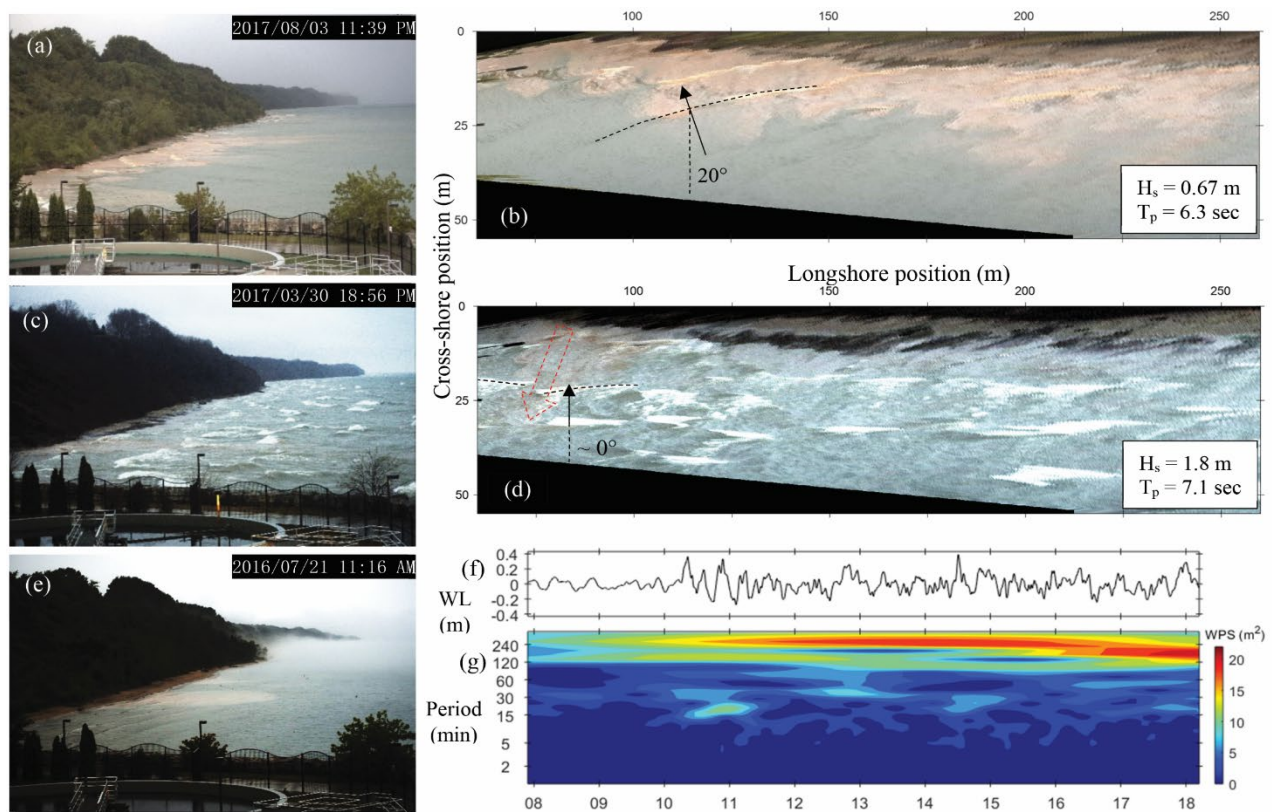 (a)
2017/08/03 11:39 PM
100 150 200 250
0
25
50
20°
(b)
Hs = 0.67 m
Tp = 6.3 sec
Cross-shore position (m)
(c)
2017/03/30 18:56 PM
Longshore position (m)
100 150 200 250
0
25
50
~ 0°
(d)
Hs = 1.8 m
Tp = 7.1 sec
(e)
2016/07/21 11:16 AM
(f)
WL
(m)
0.4
0.2
0
-0.2
-0.4
(g)
Period
(min)
240
120
60
30
15
5
2
WPS (m²)
20
15
10
5
0
08 09 10 11 12 13 14 15 16 17 18